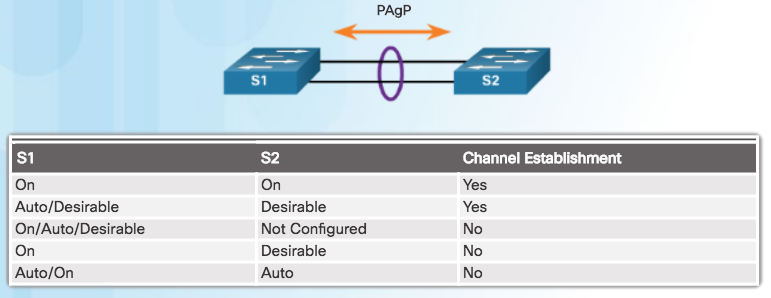 PAgP
S1
S2
S1 S2 Channel Establishment
On On Yes
Auto/Desirable Desirable Yes
On/Auto/Desirable Not Configured No
On Desirable No
Auto/On Auto No